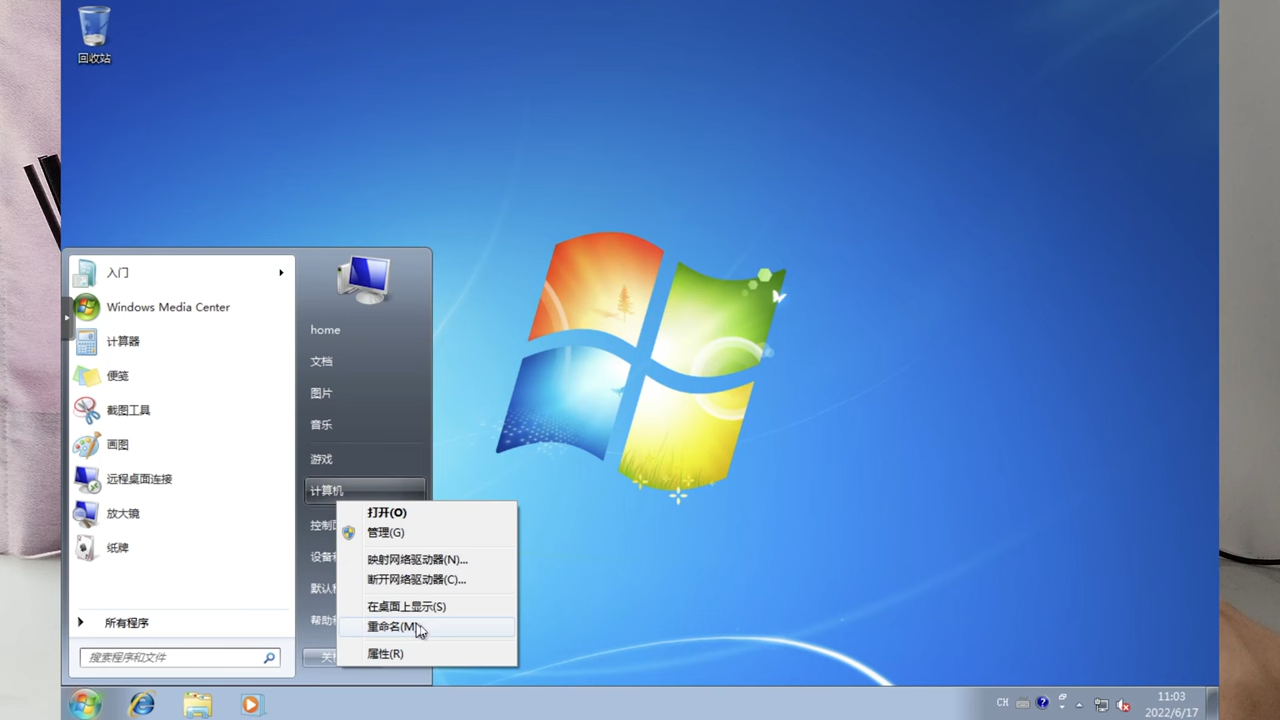 回收站
入门
Windows Media Center
计算器
便笺
截图工具
画图
远程桌面连接
放大镜
纸牌
所有程序
搜索程序和文件
home
文档
图片
音乐
游戏
计算机
控制
设备
默认
帮助
打开(O)
管理(G)
映射网络驱动器(N)...
断开网络驱动器(C)...
在桌面上显示(S)
重命名(M)
属性(R)
CH
11:03
2022/6/17